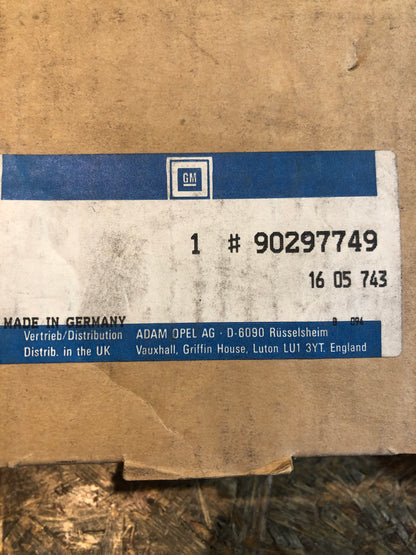 GM
1 # 90297749
16 05 743
MADE IN GERMANY
B 094
Vertrieb/Distribution ADAM OPEL AG · D-6090 Rüsselsheim
Distrib. in the UK Vauxhall, Griffin House, Luton LU1 3YT. England